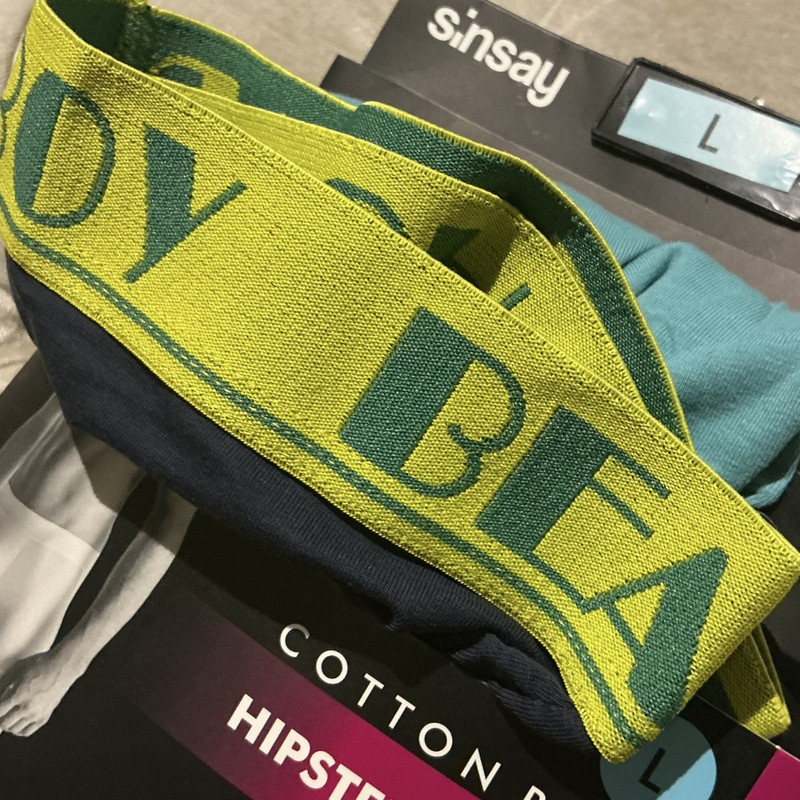 sinsay
L
BODY BEA
COTTON
HIPSTE
L